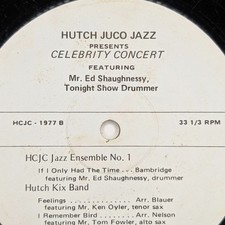 HUTCH JUCO JAZZ
PRESENTS
CELEBRITY CONCERT
FEATURING
Mr. Ed Shaughnessy,
Tonight Show Drummer
HCJC - 1977 B 33 1/3 RPM
HCJC Jazz Ensemble No. 1
If I Only Had The Time . . . Bambridge
featuring Mr. Ed Shaughnessy, drummer
Hutch Kix Band
Feelings . . . . . . . . . . . . . . Arr. Blauer
featuring Mr. Ken Oyler, tenor sax
I Remember Bird . . . . . . . . Arr. Nelson
featuring Mr. Tom Fowler, alto sax